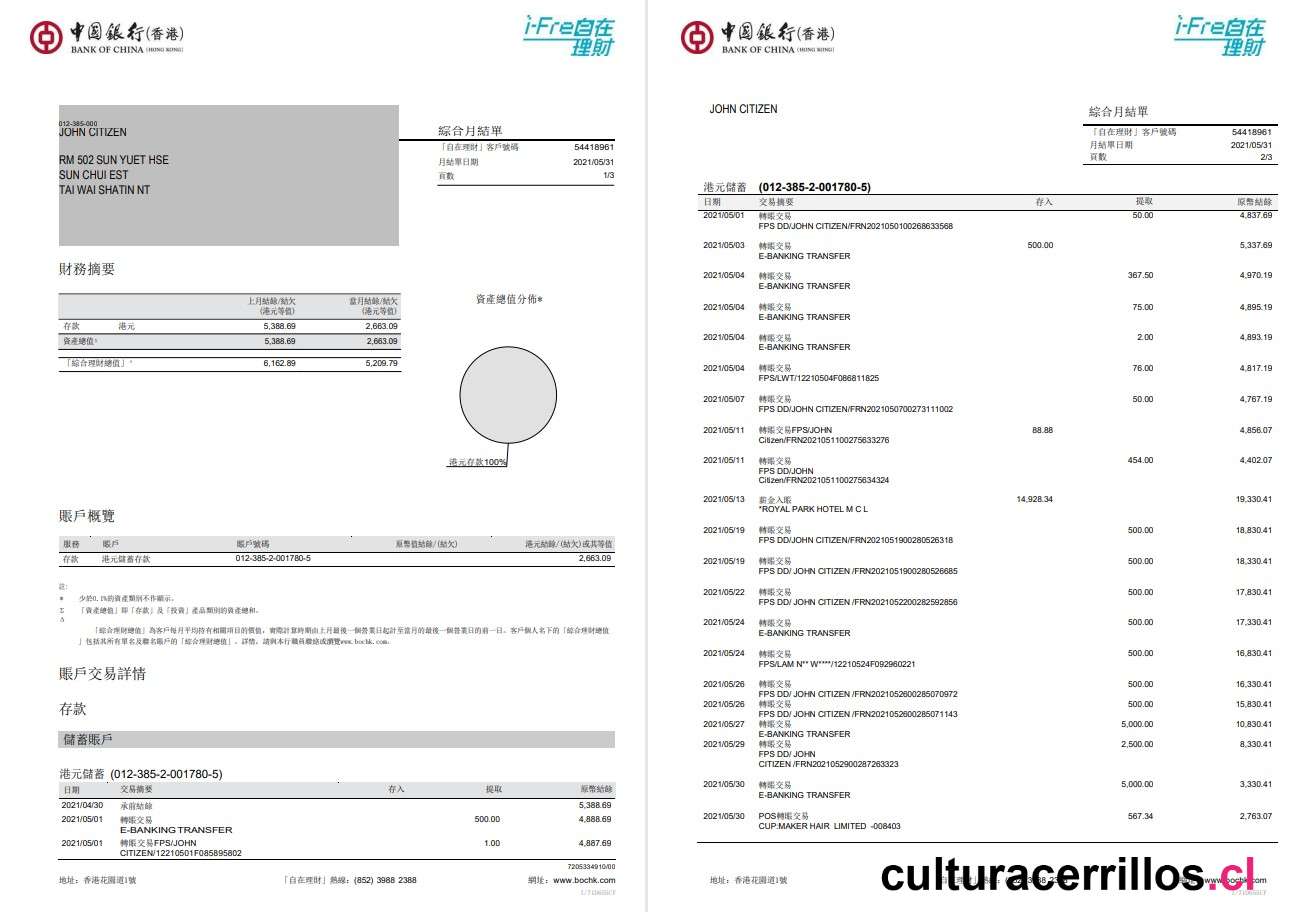 中國銀行(香港)
BANK OF CHINA (HONG KONG)
i-Free自在
理財
012-385-000
JOHN CITIZEN
RM 502 SUN YUET HSE
SUN CHUI EST
TAI WAI SHATIN NT
綜合月結單
「自在理財」客戶號碼 54418961
月結單日期 2021/05/31
頁數 1/3
財務摘要
上月結餘/結欠 當月結餘/結欠
(港元等值) (港元等值)
存款 港元 5,388.69 2,663.09
資產總值 5,388.69 2,663.09
「綜合理財總值」 6,162.89 5,209.79
資產總值分佈*
港元存款100%
賬戶概覽
服務 賬戶 賬戶號碼 原幣值結餘/(結欠) 港元結餘/(結欠)或其等值
存款 港元儲蓄存款 012-385-2-001780-5 2,663.09
註:
* 少於0.1%的資產類別不作顯示。
Σ 「資產總值」即「存款」及「投資」產品類別的資產總和。
Δ
「綜合理財總值」為客戶每月平均持有相關項目的價值，實際計算時期由上月最後一個營業日起計至當月的最後一個營業日的前一日。客戶個人名下的「綜合理財總值
」包括其所有單名及聯名賬戶的「綜合理財總值」。詳情，請與本行職員聯絡或瀏覽www.bochk.com。
賬戶交易詳情
存款
儲蓄賬戶
港元儲蓄 (012-385-2-001780-5)
日期 交易摘要 存入 提取 原幣結餘
2021/04/30 承前結餘 5,388.69
2021/05/01 轉賬交易 500.00 4,888.69
E-BANKING TRANSFER
2021/05/01 轉賬交易FPS/JOHN 1.00 4,887.69
CITIZEN/12210501F085895802
7205334910/00
地址：香港花園道1號 「自在理財」熱線：(852) 3988 2388 網址：www.bochk.com
中國銀行(香港)
BANK OF CHINA (HONG KONG)
i-Free自在
理財
JOHN CITIZEN
綜合月結單
「自在理財」客戶號碼 54418961
月結單日期 2021/05/31
頁數 2/3
港元儲蓄 (012-385-2-001780-5)
日期 交易摘要 存入 提取 原幣結餘
2021/05/01 轉賬交易 50.00 4,837.69
FPS DD/JOHN CITIZEN/FRN2021050100268633568
2021/05/03 轉賬交易 500.00 5,337.69
E-BANKING TRANSFER
2021/05/04 轉賬交易 367.50 4,970.19
E-BANKING TRANSFER
2021/05/04 轉賬交易 75.00 4,895.19
E-BANKING TRANSFER
2021/05/04 轉賬交易 2.00 4,893.19
E-BANKING TRANSFER
2021/05/04 轉賬交易 76.00 4,817.19
FPS/LWT/12210504F086811825
2021/05/07 轉賬交易 50.00 4,767.19
FPS DD/JOHN CITIZEN/FRN2021050700273111002
2021/05/11 轉賬交易FPS/JOHN 88.88 4,856.07
Citizen/FRN2021051100275633276
2021/05/11 轉賬交易 454.00 4,402.07
FPS DD/JOHN
Citizen/FRN2021051100275634324
2021/05/13 薪金入賬 14,928.34 19,330.41
*ROYAL PARK HOTEL M C L
2021/05/19 轉賬交易 500.00 18,830.41
FPS DD/JOHN CITIZEN/FRN2021051900280526318
2021/05/19 轉賬交易 500.00 18,330.41
FPS DD/ JOHN CITIZEN/FRN2021051900280526685
2021/05/22 轉賬交易 500.00 17,830.41
FPS DD/ JOHN CITIZEN/FRN2021052200282592856
2021/05/24 轉賬交易 500.00 17,330.41
E-BANKING TRANSFER
2021/05/24 轉賬交易 500.00 16,830.41
FPS/LAM N** W****/12210524F092960221
2021/05/26 轉賬交易 500.00 16,330.41
FPS DD/ JOHN CITIZEN /FRN2021052600285070972
2021/05/26 轉賬交易 500.00 15,830.41
FPS DD/ JOHN CITIZEN /FRN2021052600285071143
2021/05/27 轉賬交易 5,000.00 10,830.41
E-BANKING TRANSFER
2021/05/29 轉賬交易 2,500.00 8,330.41
FPS DD/ JOHN
CITIZEN /FRN2021052900287263323
2021/05/30 轉賬交易 5,000.00 3,330.41
E-BANKING TRANSFER
2021/05/30 POS轉賬交易 567.34 2,763.07
CUP:MAKER HAIR LIMITED -008403
地址：香港花園道1號
culturacerrillos.cl